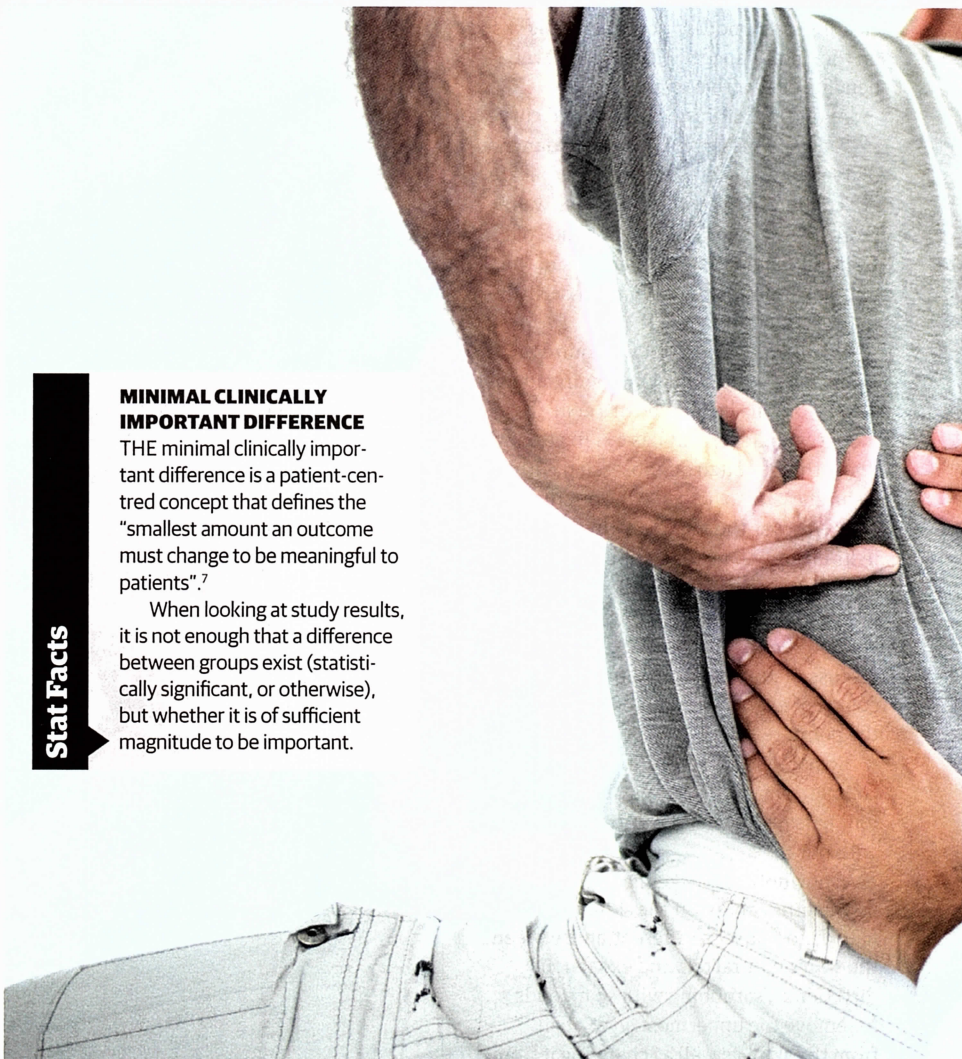 Stat Facts
MINIMAL CLINICALLY
IMPORTANT DIFFERENCE
THE minimal clinically impor-
tant difference is a patient-cen-
tred concept that defines the
“smallest amount an outcome
must change to be meaningful to
patients”.7
When looking at study results,
it is not enough that a difference
between groups exist (statisti-
cally significant, or otherwise),
but whether it is of sufficient
magnitude to be important.